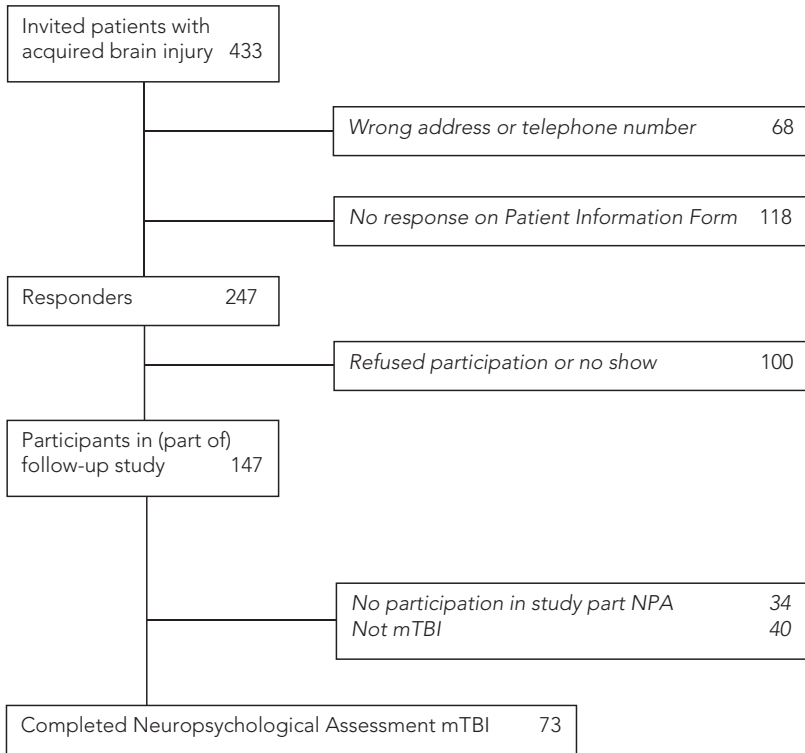 Invited patients with
acquired brain injury 433
Wrong address or telephone number 68
No response on Patient Information Form 118
Responders 247
Refused participation or no show 100
Participants in (part of)
follow-up study 147
No participation in study part NPA 34
Not mTBI 40
Completed Neuropsychological Assessment mTBI 73